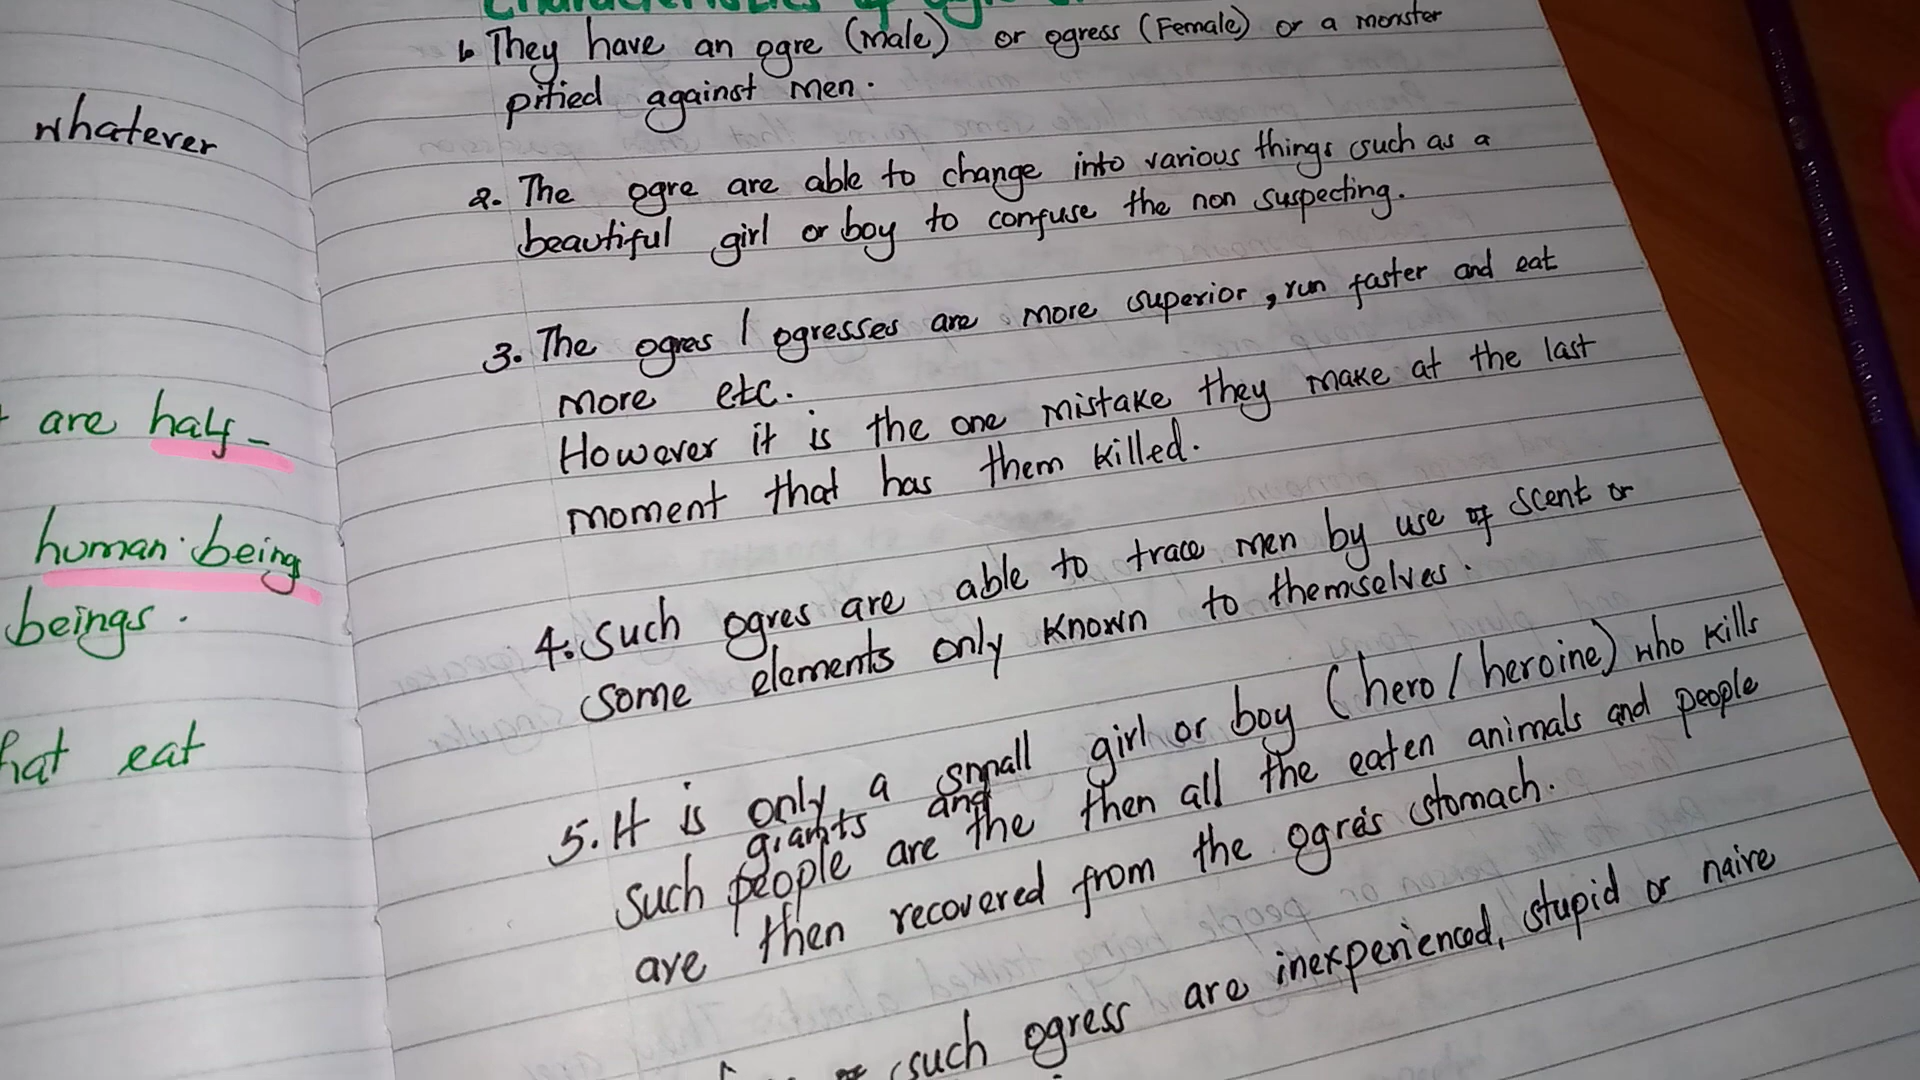 whatever
are half-
human being
beings.
hat eat
Characteristics of Ogre
They have an ogre (male) or ogress (Female) or a monster
pitied against men.
2. The ogre are able to change into various things such as a
beautiful girl or boy to confuse the non suspecting.
3. The ogres / ogresses are more superior, run faster and eat
more etc.
However it is the one mistake they make at the last
moment that has them killed.
4. Such ogres are able to trace men by use of scent or
some elements only known to themselves.
5. It is only a small girl or boy (hero / heroine) who kills
giants and
such people are the then all the eaten animals and people
are then recovered from the ogre's stomach.
such ogress are inexperienced, stupid or naive